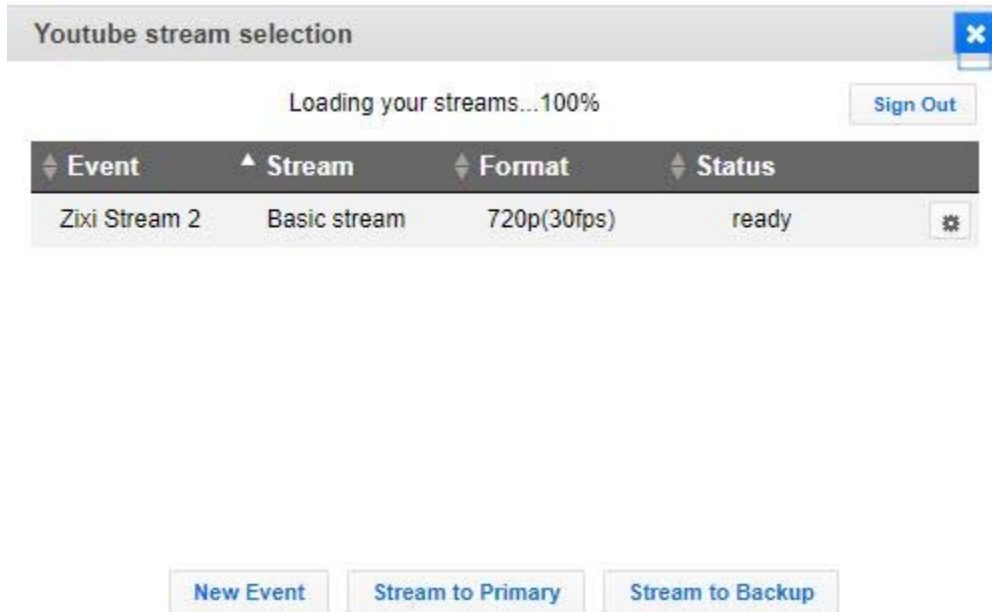 Youtube stream selection
Loading your streams...100%
Sign Out
Event Stream Format Status
Zixi Stream 2 Basic stream 720p(30fps) ready
New Event Stream to Primary Stream to Backup